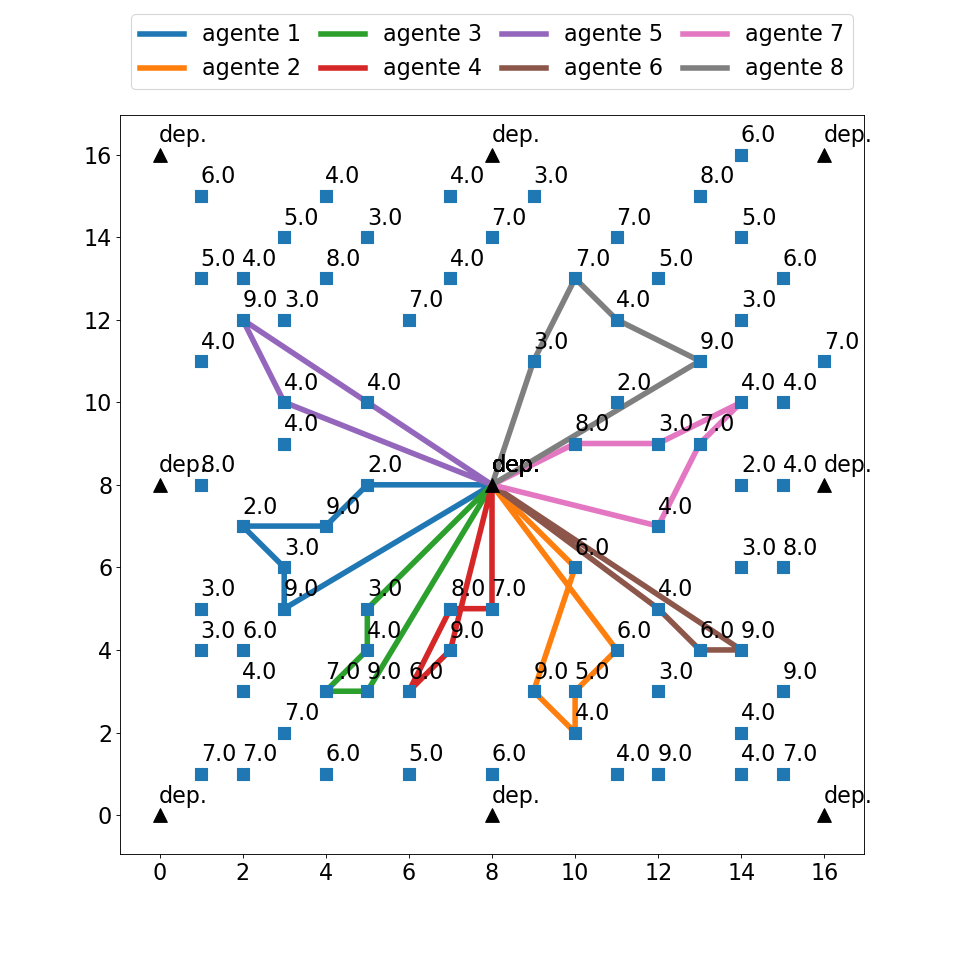 agente 1 agente 3 agente 5 agente 7
agente 2 agente 4 agente 6 agente 8
dep. dep. 6.0 dep.
16
6.0 4.0 4.0 3.0 8.0
5.0 3.0 7.0 7.0 5.0
14
5.0 4.0 8.0 4.0 7.0 5.0 6.0
9.0 3.0 7.0 4.0 3.0
12
4.0 3.0 9.0 7.0
4.0 4.0 2.0 4.0 4.0
10
4.0 8.0 3.0 7.0
dep. 8.0 2.0 dep. 2.0 4.0 dep.
8
2.0 9.0 4.0
3.0 6.0 3.0 8.0
6
3.0 9.0 3.0 8.0 7.0 4.0
3.0 6.0 4.0 9.0 6.0 6.0 9.0
4
4.0 7.0 9.0 6.0 9.0 5.0 3.0 9.0
7.0 4.0 4.0
2
7.0 7.0 6.0 5.0 6.0 4.0 9.0 4.0 7.0
dep. dep. dep.
0
0 2 4 6 8 10 12 14 16